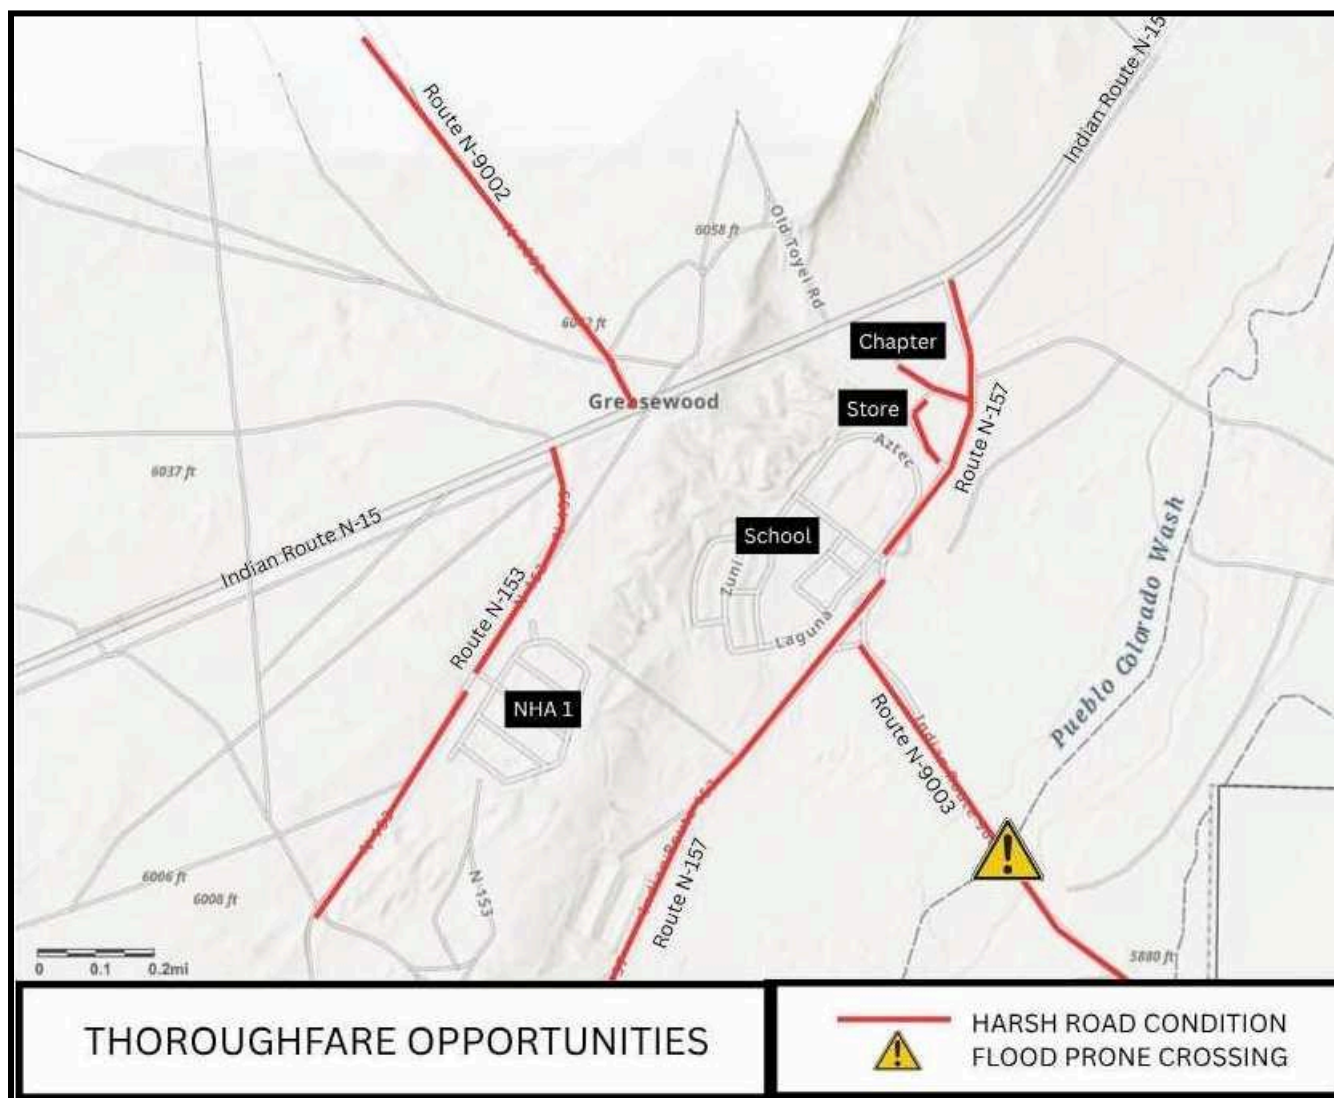 Indian Route N-15
Route N-9002
Old Toyei Rd
6058 ft
Chapter
Greasewood
Store
Aztec
Route N-157
6037 ft
N-153
Indian Route N-15
School
Zuni
Pueblo Colorado Wash
Route N-153
Laguna
NHA 1
Route N-9003
N-153
Route N-157
6006 ft
6008 ft
N-153
5880 ft
0 0.1 0.2mi
THOROUGHFARE OPPORTUNITIES
HARSH ROAD CONDITION
FLOOD PRONE CROSSING